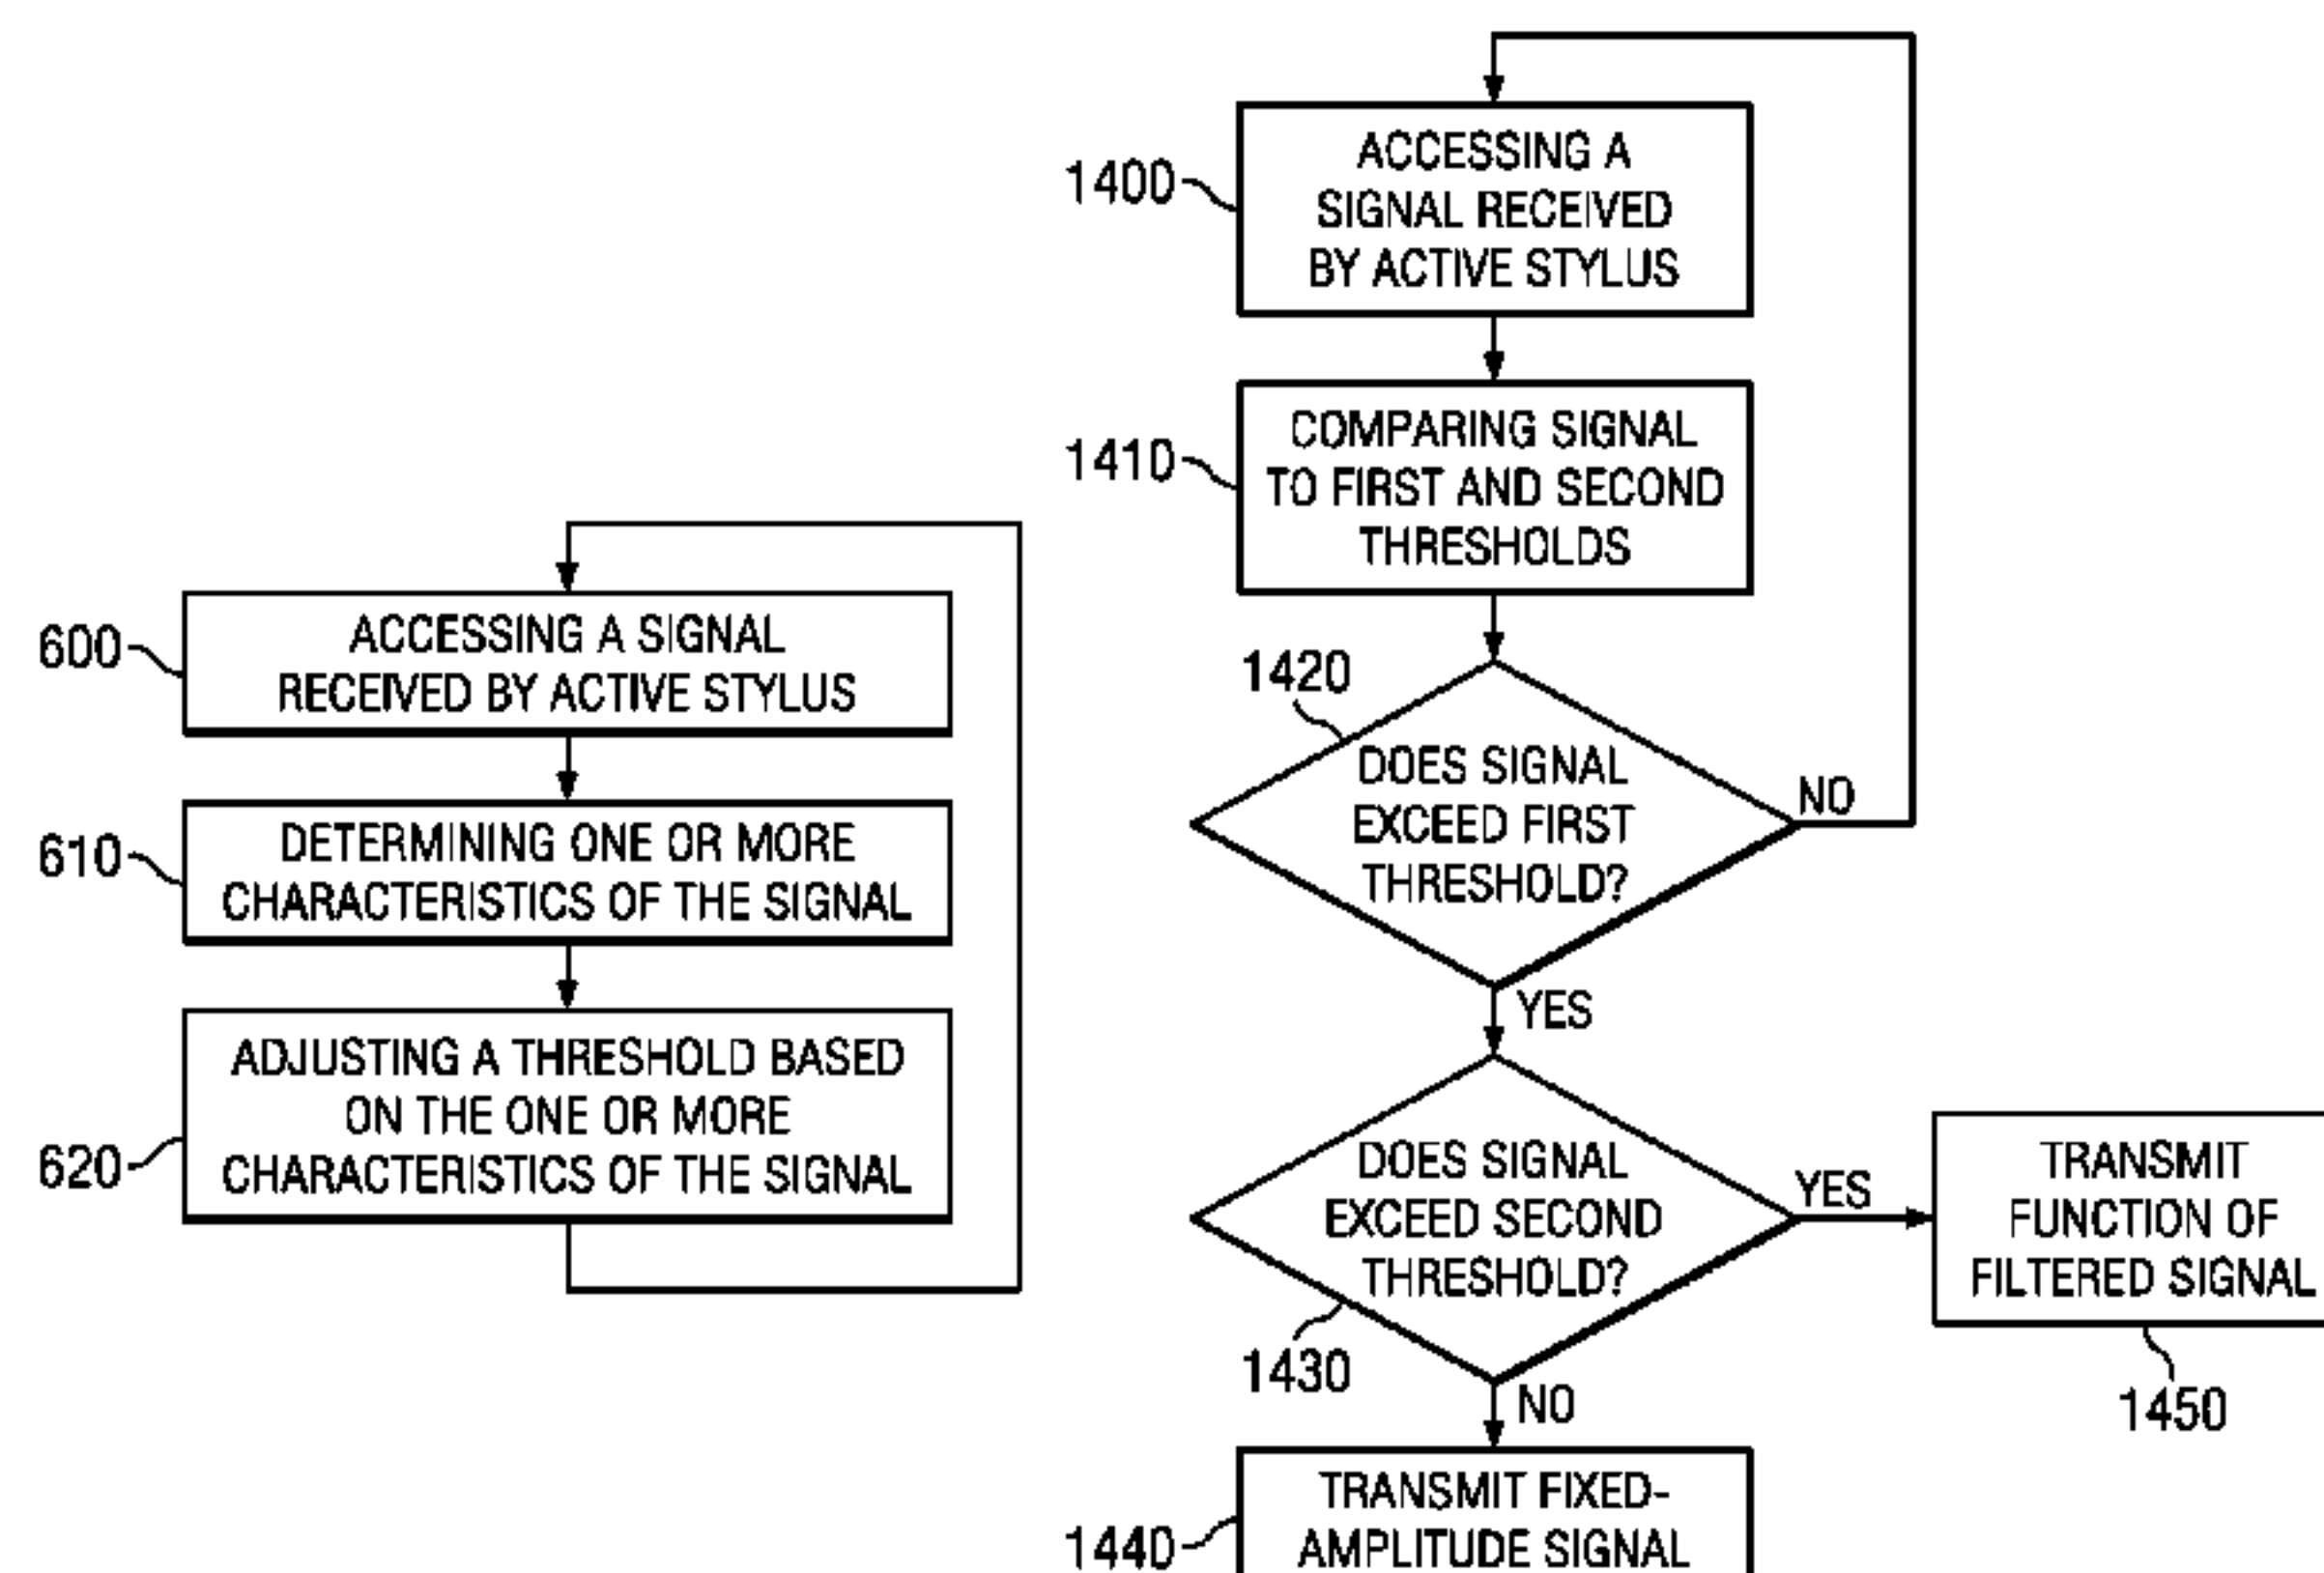 600
ACCESSING A SIGNAL
RECEIVED BY ACTIVE STYLUS
610
DETERMINING ONE OR MORE
CHARACTERISTICS OF THE SIGNAL
620
ADJUSTING A THRESHOLD BASED
ON THE ONE OR MORE
CHARACTERISTICS OF THE SIGNAL
1400
ACCESSING A
SIGNAL RECEIVED
BY ACTIVE STYLUS
1410
COMPARING SIGNAL
TO FIRST AND SECOND
THRESHOLDS
1420
DOES SIGNAL
EXCEED FIRST
THRESHOLD?
NO
YES
DOES SIGNAL
EXCEED SECOND
THRESHOLD?
1430
YES
TRANSMIT
FUNCTION OF
FILTERED SIGNAL
1450
NO
1440
TRANSMIT FIXED-
AMPLITUDE SIGNAL